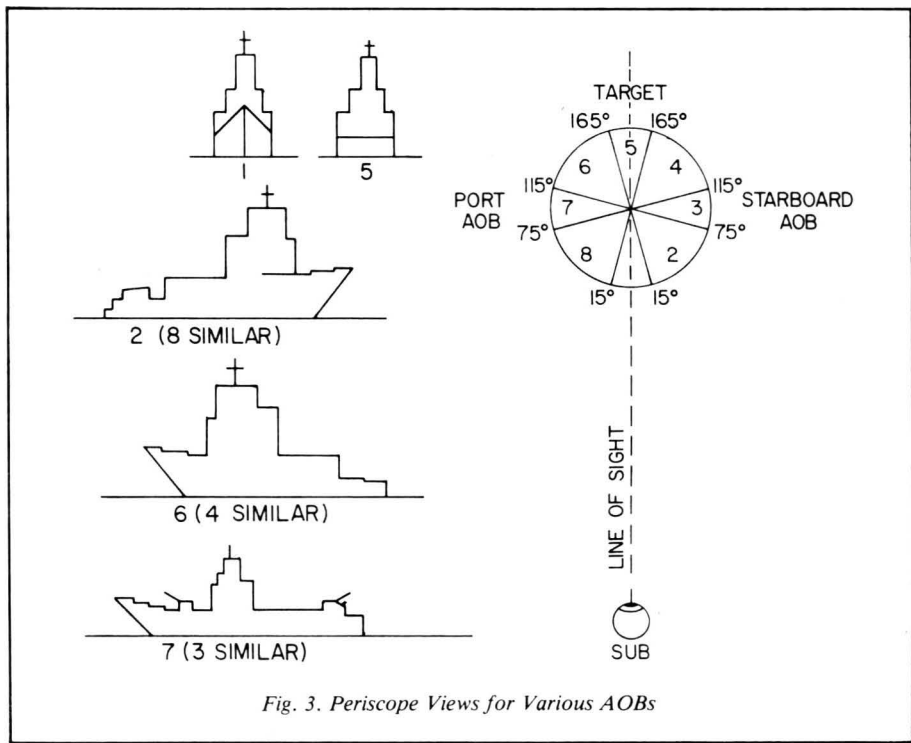 1
5
2 (8 SIMILAR)
6 (4 SIMILAR)
7 (3 SIMILAR)
TARGET
165° 165°
5
6 4
115° 115°
PORT AOB
7 3
STARBOARD AOB
75° 75°
8 2
15° 15°
LINE OF SIGHT
SUB
Fig. 3. Periscope Views for Various AOBs